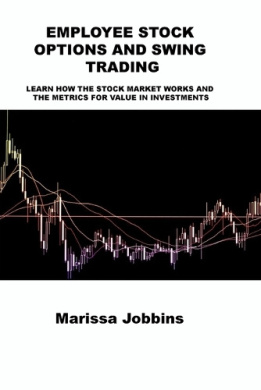 EMPLOYEE STOCK
OPTIONS AND SWING
TRADING
LEARN HOW THE STOCK MARKET WORKS AND
THE METRICS FOR VALUE IN INVESTMENTS
Marissa Jobbins